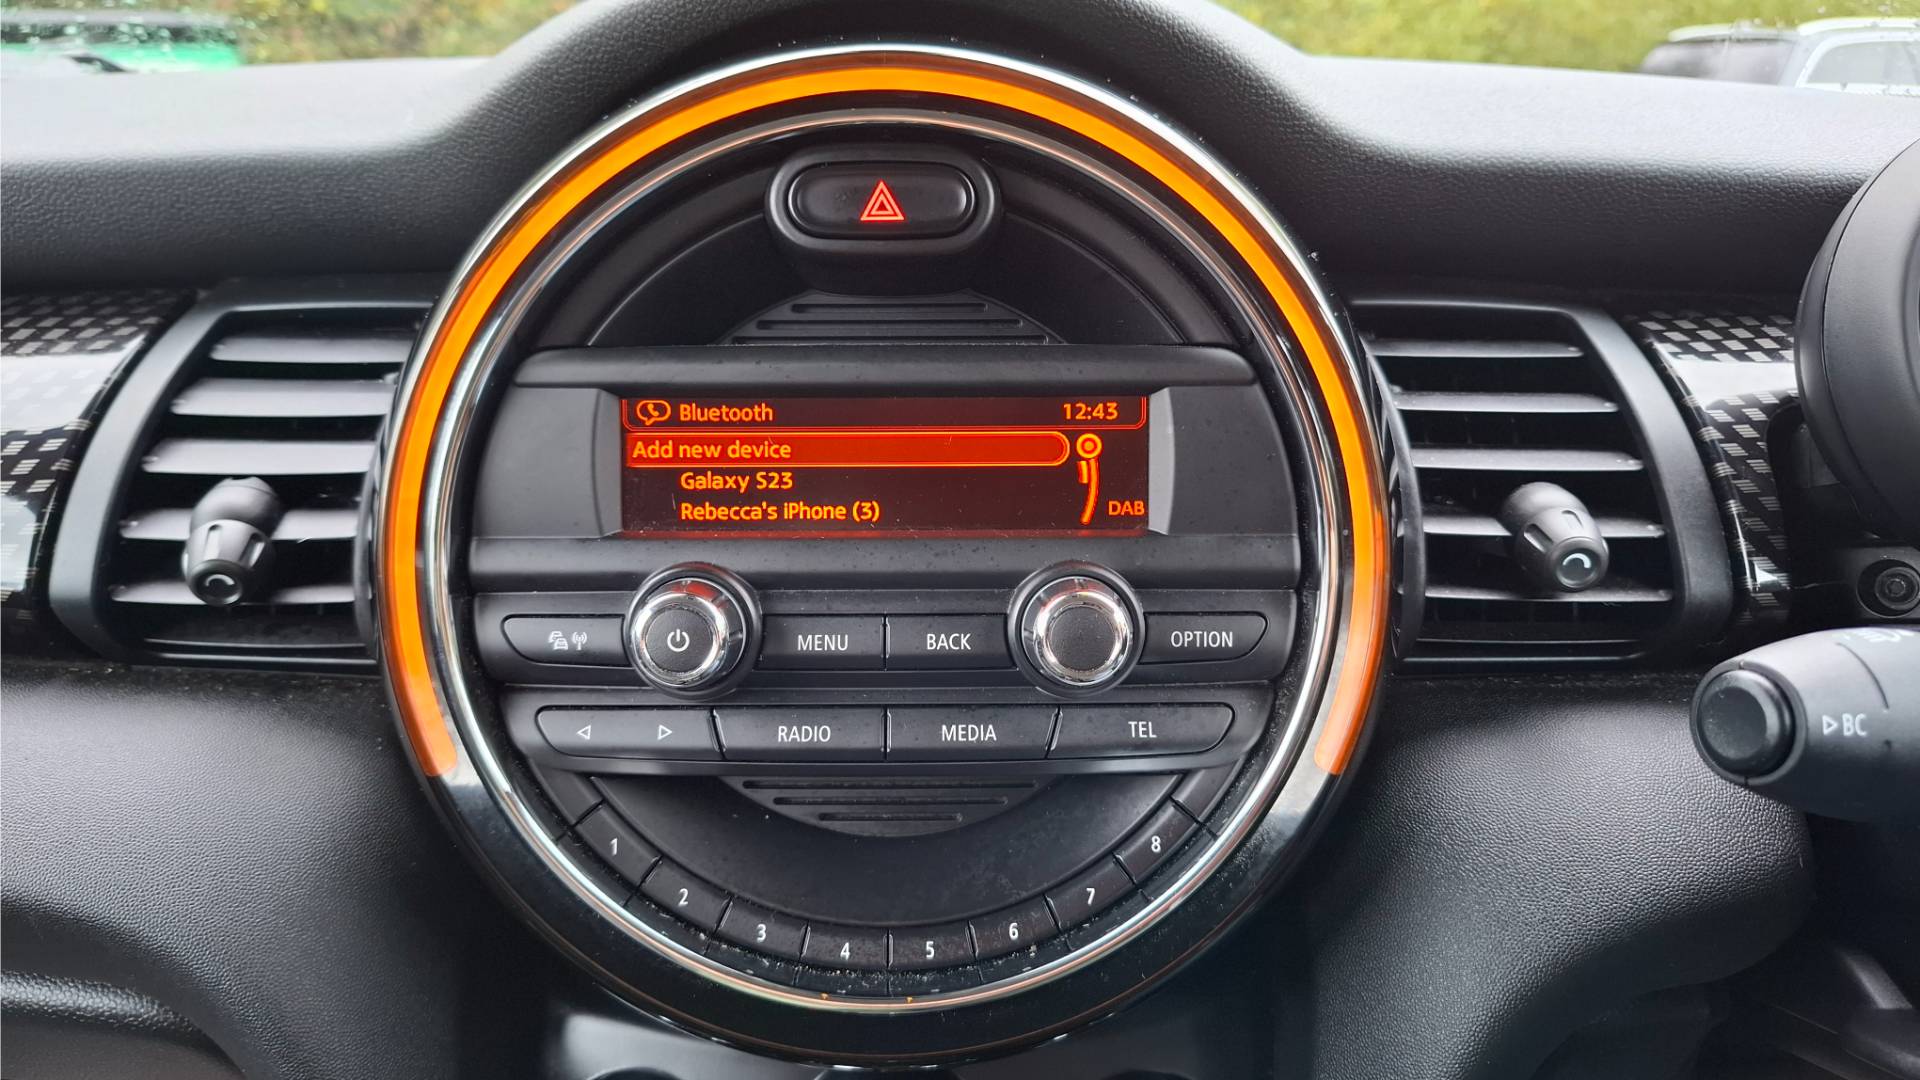 Bluetooth 12:43
Add new device
Galaxy S23
Rebecca's iPhone (3)
DAB
MENU BACK OPTION
RADIO MEDIA TEL
1 2 3 4 5 6 7 8
BC